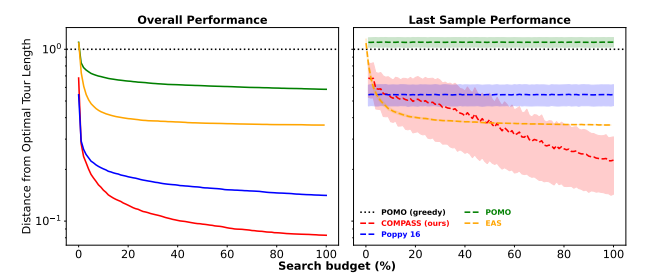 Overall Performance
Last Sample Performance
Distance from Optimal Tour Length
10⁰
10⁻¹
POMO (greedy)
COMPASS (ours)
Poppy 16
POMO
EAS
0 20 40 60 80 100
0 20 40 60 80 100
Search budget (%)